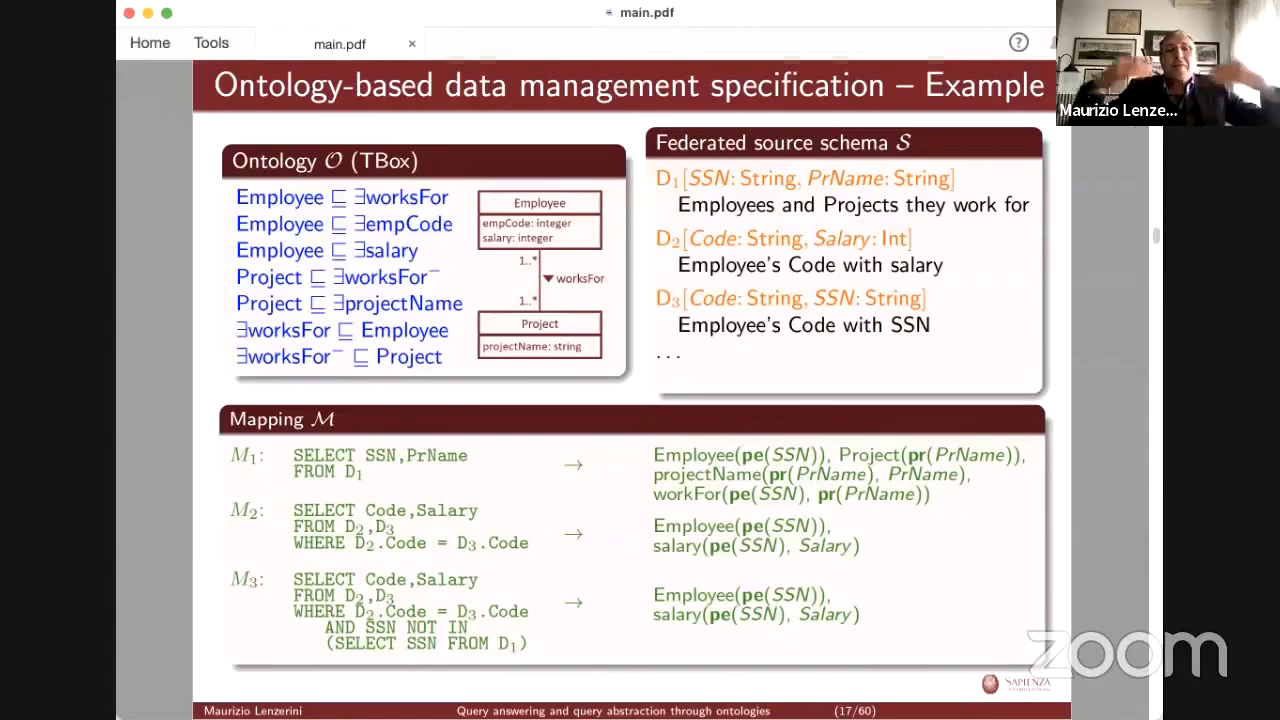 main.pdf
Home Tools main.pdf ×
?
Maurizio Lenze...
Ontology-based data management specification – Example
Ontology 𝒪 (TBox)
Employee ⊑ ∃worksFor
Employee ⊑ ∃empCode
Employee ⊑ ∃salary
Project ⊑ ∃worksFor⁻
Project ⊑ ∃projectName
∃worksFor ⊑ Employee
∃worksFor⁻ ⊑ Project
Employee
empCode: integer
salary: integer
1..*
▼ worksFor
1..*
Project
projectName: string
Federated source schema 𝒮
D₁[SSN: String, PrName: String]
Employees and Projects they work for
D₂[Code: String, Salary: Int]
Employee's Code with salary
D₃[Code: String, SSN: String]
Employee's Code with SSN
...
Mapping ℳ
M₁: SELECT SSN,PrName
FROM D₁
→
Employee(pe(SSN)), Project(pr(PrName)),
projectName(pr(PrName), PrName),
workFor(pe(SSN), pr(PrName))
M₂: SELECT Code,Salary
FROM D₂,D₃
WHERE D₂.Code = D₃.Code
→
Employee(pe(SSN)),
salary(pe(SSN), Salary)
M₃: SELECT Code,Salary
FROM D₂,D₃
WHERE D₂.Code = D₃.Code
AND SSN NOT IN
(SELECT SSN FROM D₁)
→
Employee(pe(SSN)),
salary(pe(SSN), Salary)
zoom
SAPIENZA
Maurizio Lenzerini Query answering and query abstraction through ontologies (17/60)